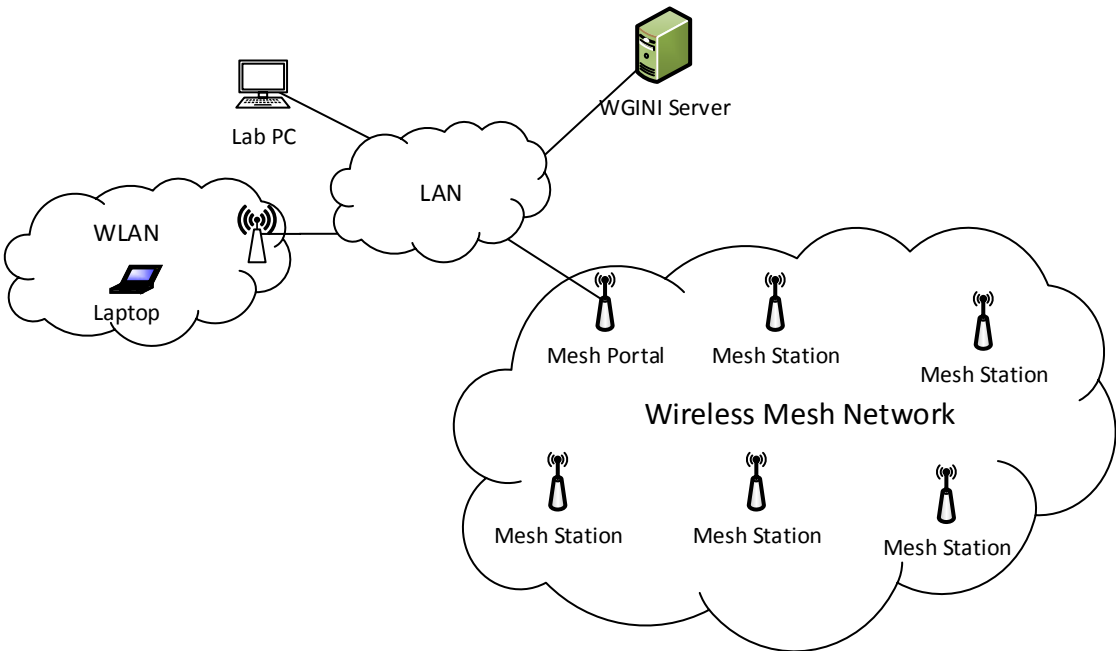 WGINI Server
Lab PC
LAN
WLAN
Laptop
Mesh Portal
Mesh Station
Mesh Station
Wireless Mesh Network
Mesh Station
Mesh Station
Mesh Station